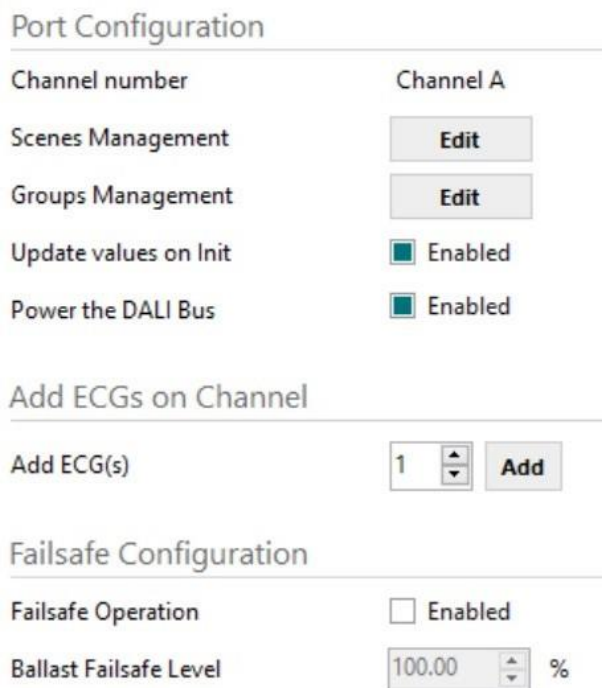 Port Configuration
Channel number Channel A
Scenes Management Edit
Groups Management Edit
Update values on Init Enabled
Power the DALI Bus Enabled
Add ECGs on Channel
Add ECG(s) 1 Add
Failsafe Configuration
Failsafe Operation Enabled
Ballast Failsafe Level 100.00 %